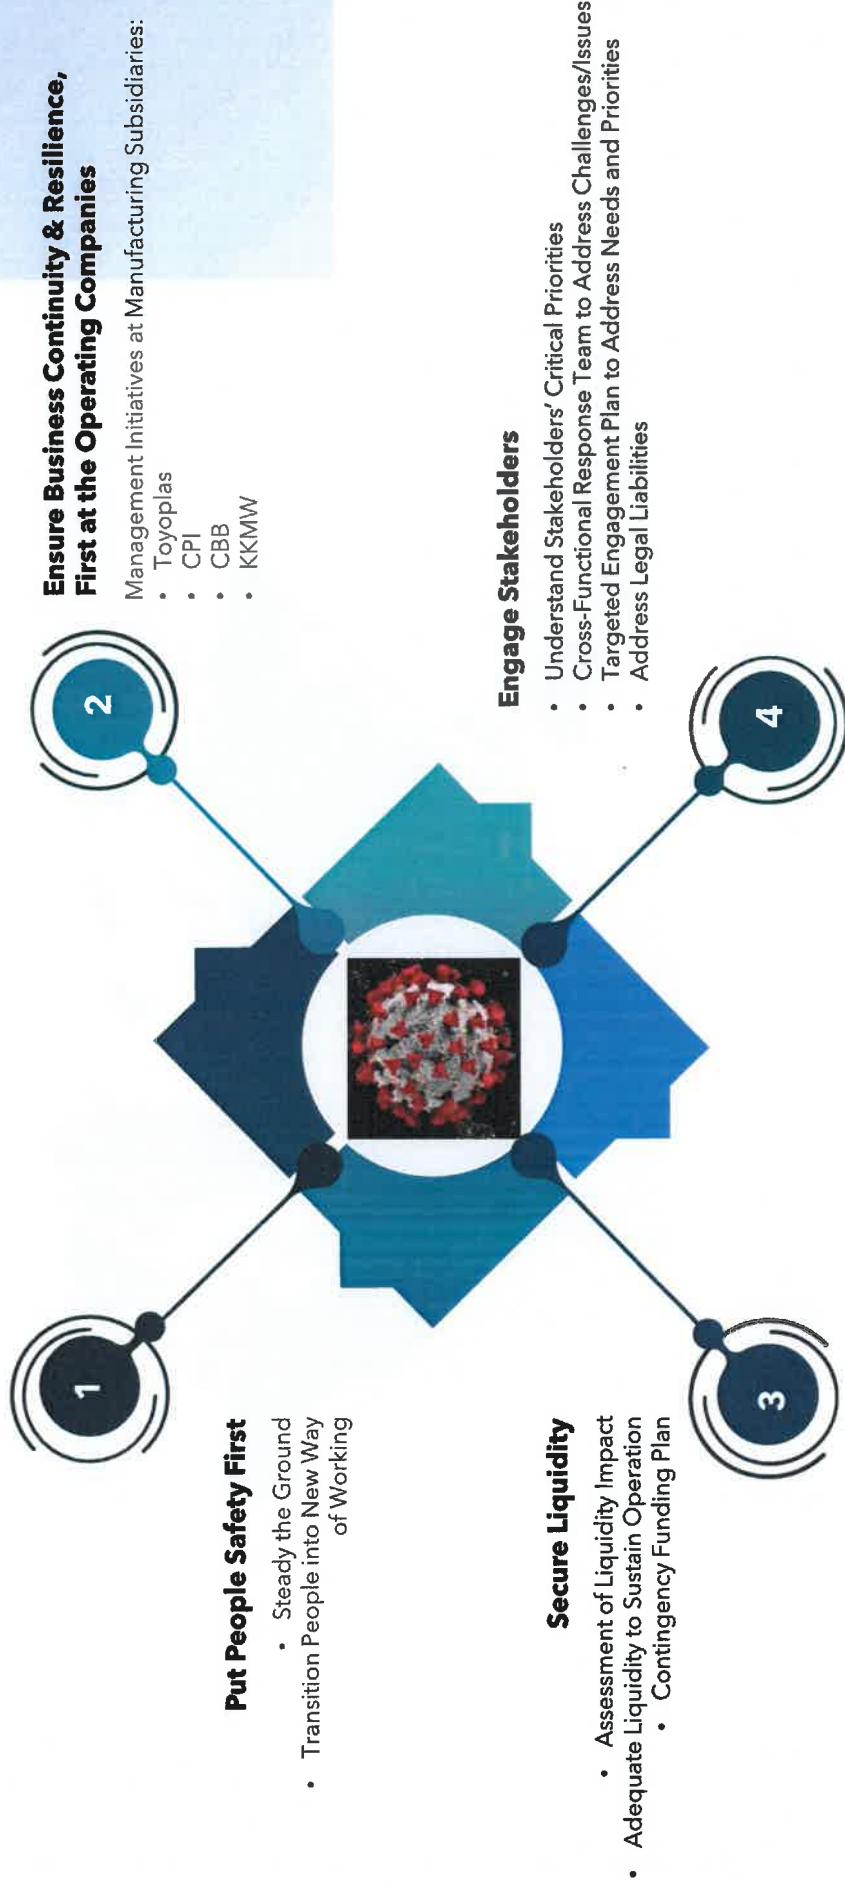 1
Put People Safety First
• Steady the Ground
• Transition People into New Way
of Working
2
Ensure Business Continuity & Resilience,
First at the Operating Companies
Management Initiatives at Manufacturing Subsidiaries:
• Toyoplas
• CPI
• CBB
• KKMW
3
Secure Liquidity
• Assessment of Liquidity Impact
• Adequate Liquidity to Sustain Operation
• Contingency Funding Plan
4
Engage Stakeholders
• Understand Stakeholders' Critical Priorities
• Cross-Functional Response Team to Address Challenges/Issues
• Targeted Engagement Plan to Address Needs and Priorities
• Address Legal Liabilities